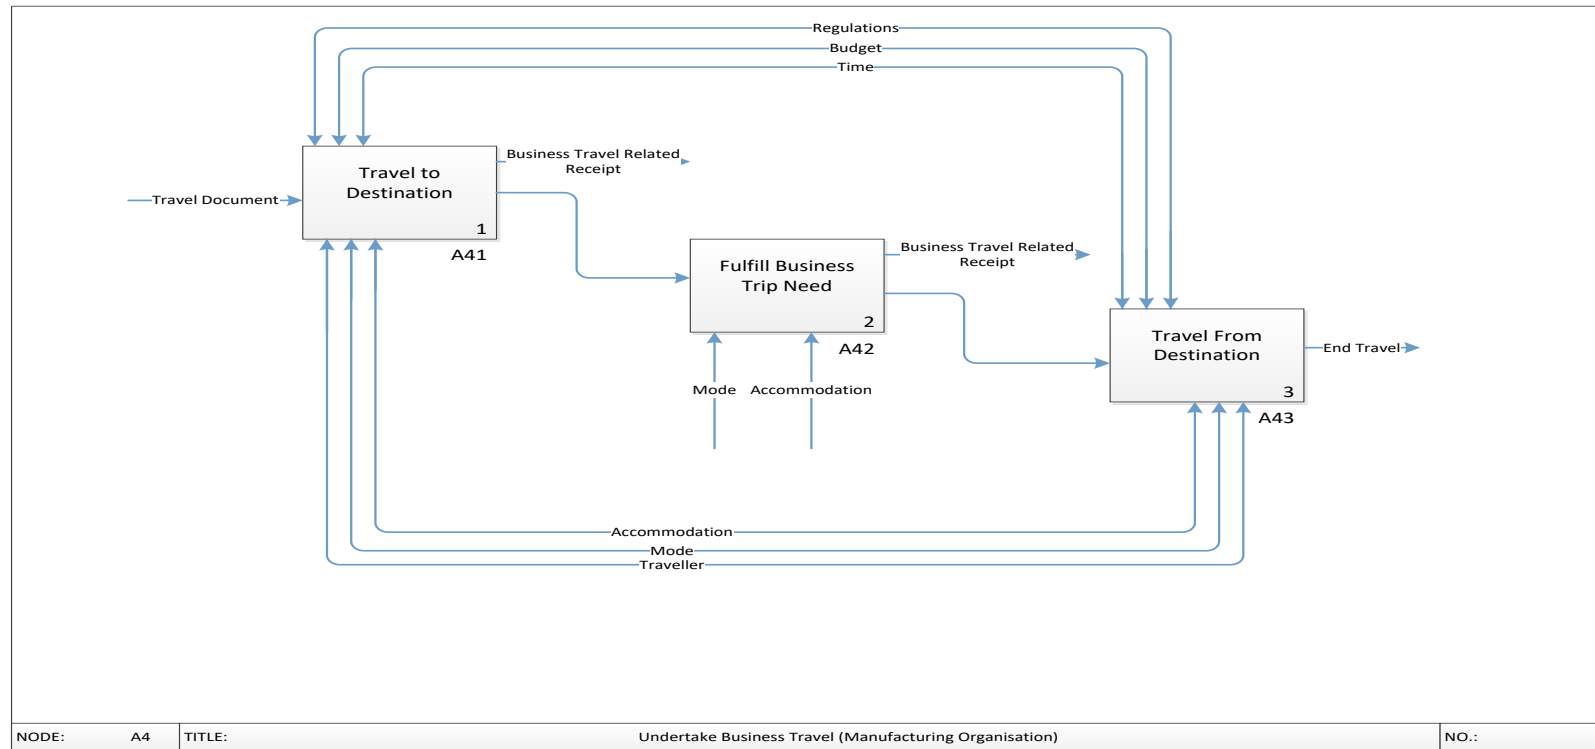 Regulations
Budget
Time
Travel to
Destination
1
A41
Travel Document
Business Travel Related
Receipt
Fulfill Business
Trip Need
2
A42
Business Travel Related
Receipt
Mode
Accommodation
Travel From
Destination
3
A43
End Travel
Accommodation
Mode
Traveller
NODE: A4 TITLE: Undertake Business Travel (Manufacturing Organisation) NO.: